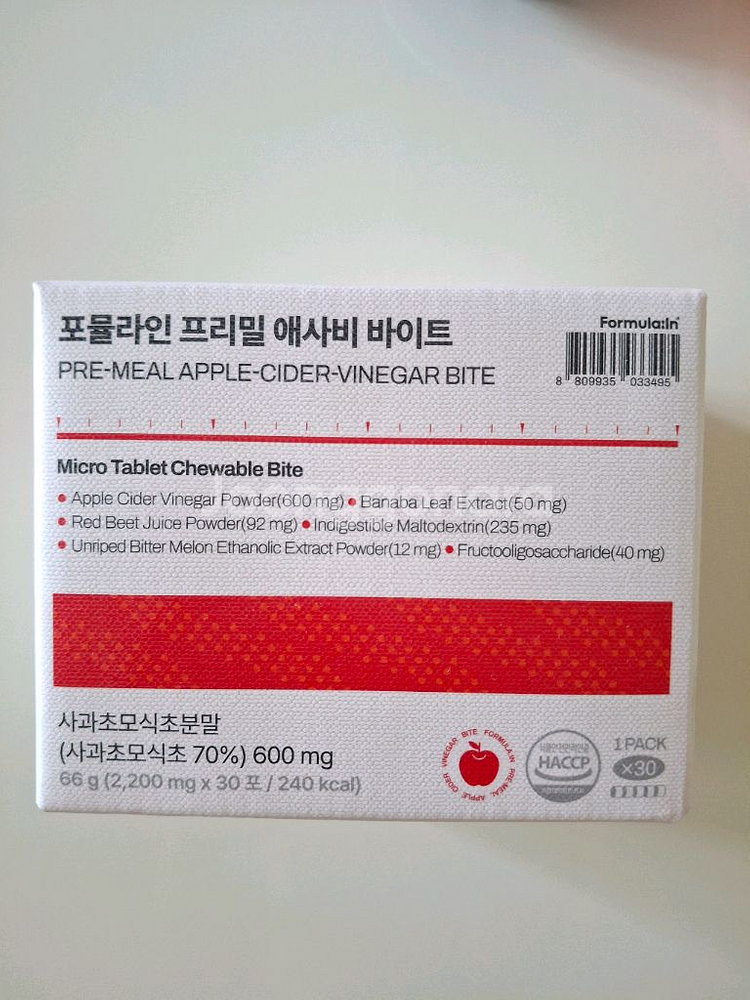 포뮬라인 프리밀 애사비 바이트
Formula:In
PRE-MEAL APPLE-CIDER-VINEGAR BITE
8 809935 033495
Micro Tablet Chewable Bite
• Apple Cider Vinegar Powder(600 mg) • Banaba Leaf Extract(50 mg)
• Red Beet Juice Powder(92 mg) • Indigestible Maltodextrin(235 mg)
• Unriped Bitter Melon Ethanolic Extract Powder(12 mg) • Fructooligosaccharide(40 mg)
사과초모식초분말
(사과초모식초 70%) 600 mg
66 g (2,200 mg x 30 포 / 240 kcal)
FORMULA:IN PRE-MEAL APPLE CIDER VINEGAR BITE
HACCP
1 PACK
×30